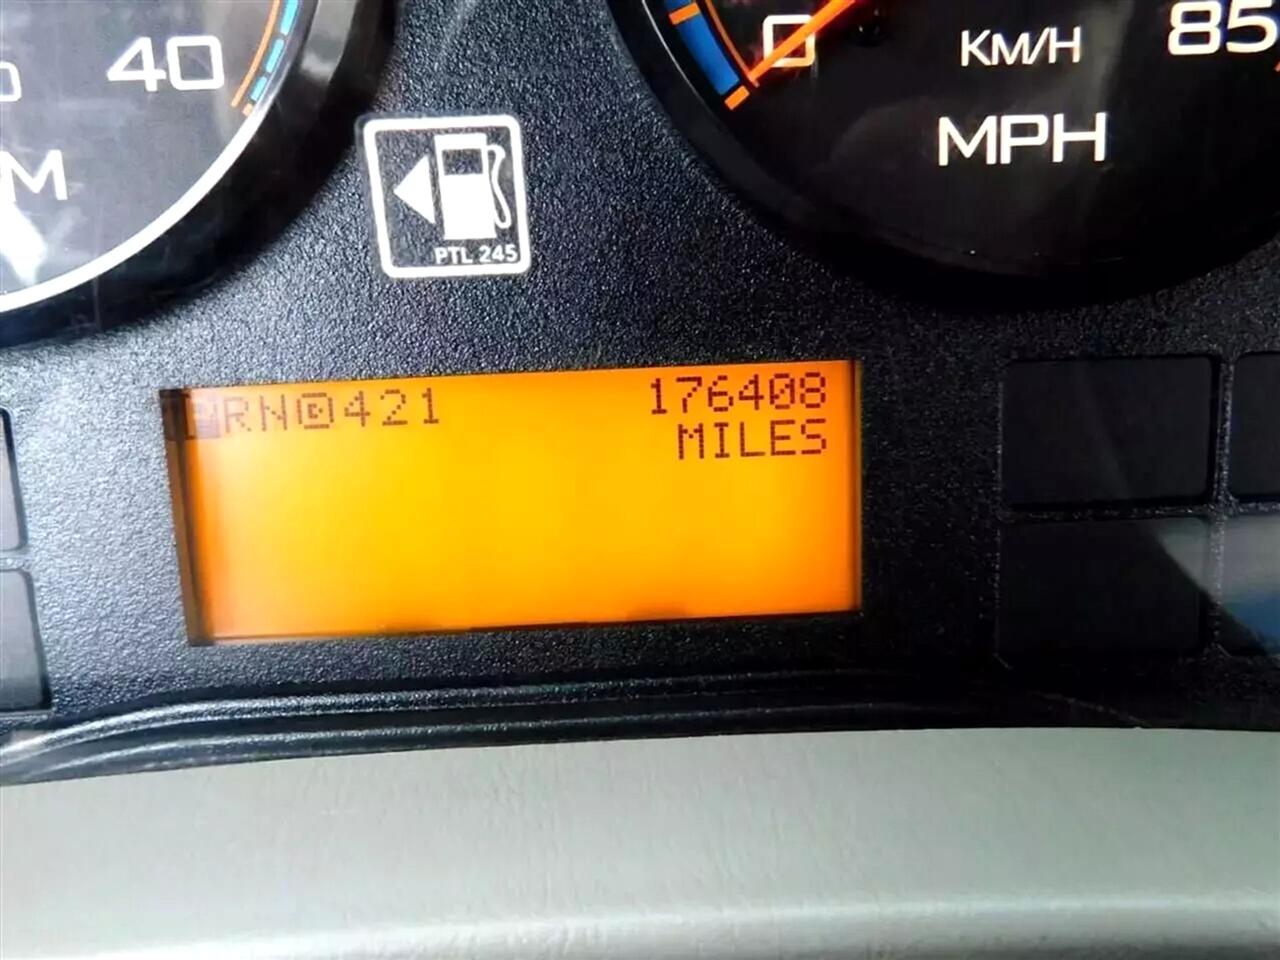 40
0
KM/H
85
MPH
M
PTL 245
PRND421
176408
MILES